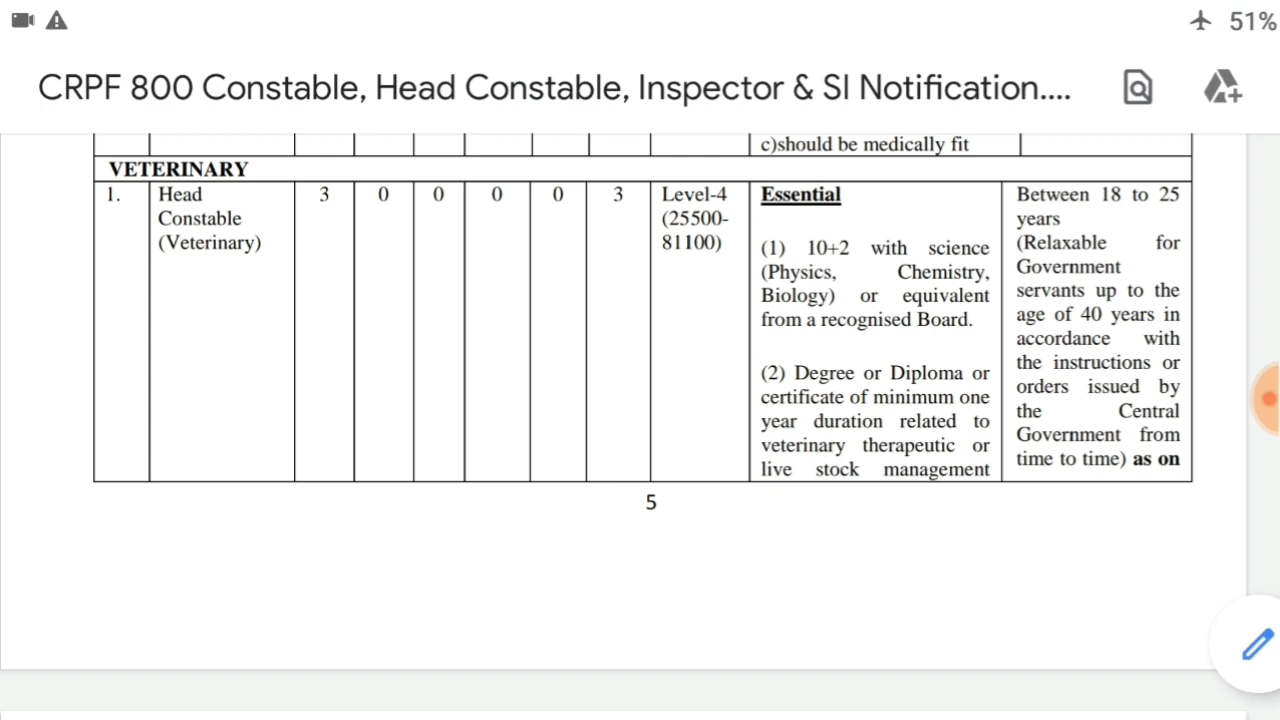 51%
CRPF 800 Constable, Head Constable, Inspector & SI Notification....
c)should be medically fit
VETERINARY
1. Head Constable (Veterinary) 3 0 0 0 0 3 Level-4 (25500-81100)
Essential
(1) 10+2 with science
(Physics, Chemistry,
Biology) or equivalent
from a recognised Board.
(2) Degree or Diploma or
certificate of minimum one
year duration related to
veterinary therapeutic or
live stock management
Between 18 to 25
years
(Relaxable for
Government
servants up to the
age of 40 years in
accordance with
the instructions or
orders issued by
the Central
Government from
time to time) as on
5